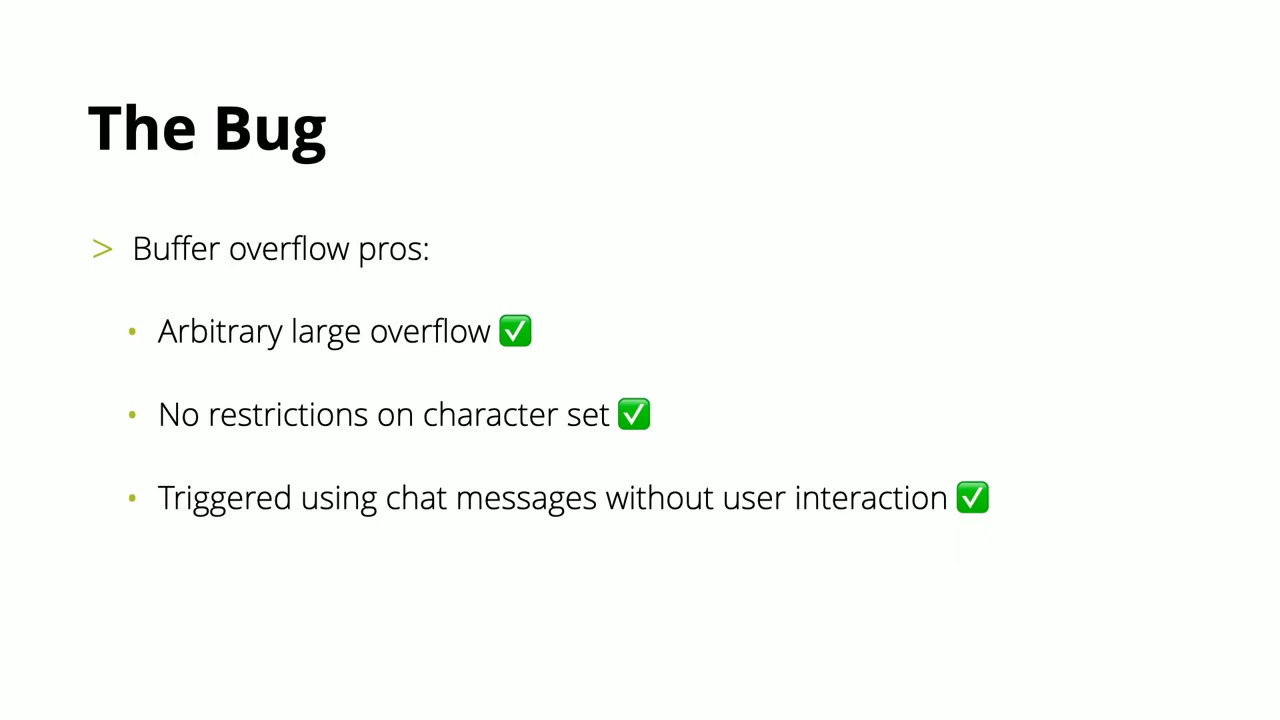 The Bug
> Buffer overflow pros:
• Arbitrary large overflow ✅
• No restrictions on character set ✅
• Triggered using chat messages without user interaction ✅